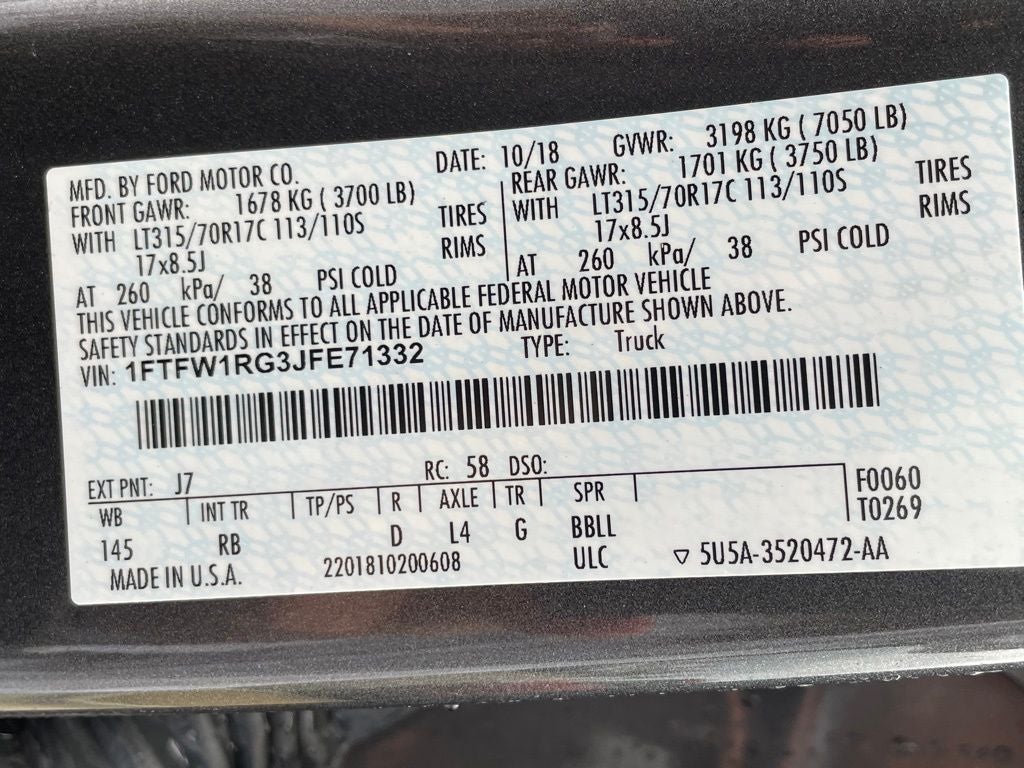 MFD. BY FORD MOTOR CO. DATE: 10/18 GVWR: 3198 KG ( 7050 LB)
FRONT GAWR: 1678 KG ( 3700 LB) REAR GAWR: 1701 KG ( 3750 LB)
WITH LT315/70R17C 113/110S TIRES WITH LT315/70R17C 113/110S TIRES
17x8.5J RIMS 17x8.5J RIMS
AT 260 kPa/ 38 PSI COLD AT 260 kPa/ 38 PSI COLD
THIS VEHICLE CONFORMS TO ALL APPLICABLE FEDERAL MOTOR VEHICLE
SAFETY STANDARDS IN EFFECT ON THE DATE OF MANUFACTURE SHOWN ABOVE.
VIN: 1FTFW1RG3JFE71332 TYPE: Truck
EXT PNT: J7 RC: 58 DSO:
WB INT TR TP/PS R AXLE TR SPR F0060
T0269
145 RB D L4 G BBLL
MADE IN U.S.A. 2201810200608 ULC ▽ 5U5A-3520472-AA